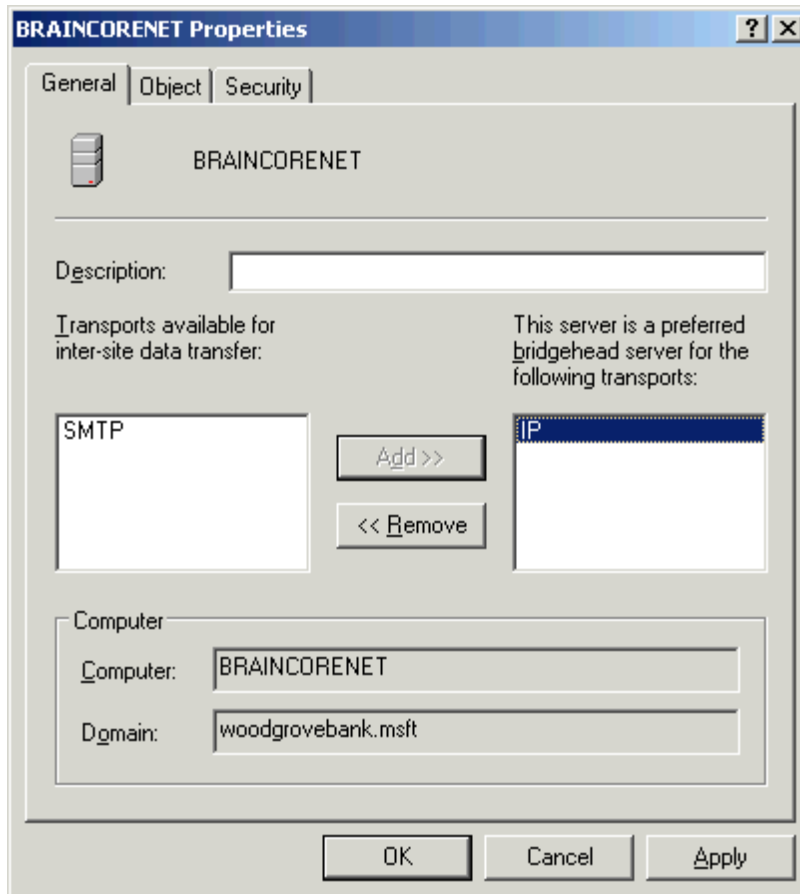 BRAINCORENET Properties
General
Object
Security
BRAINCORENET
Description:
Transports available for
inter-site data transfer:
This server is a preferred
bridgehead server for the
following transports:
SMTP
IP
Add >>
<< Remove
Computer
Computer:
BRAINCORENET
Domain:
woodgrovebank.msft
OK
Cancel
Apply